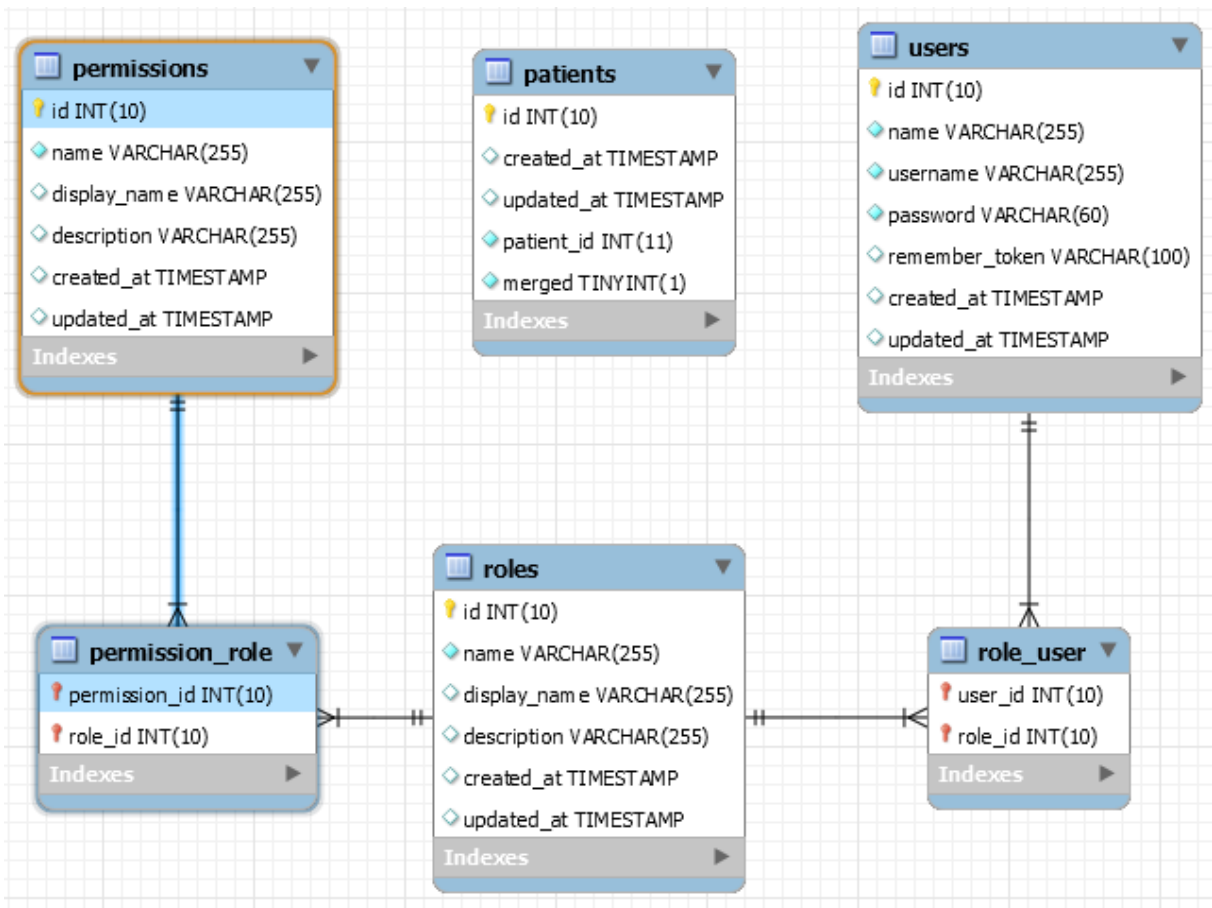 permissions
id INT(10)
name VARCHAR(255)
display_name VARCHAR(255)
description VARCHAR(255)
created_at TIMESTAMP
updated_at TIMESTAMP
Indexes
patients
id INT(10)
created_at TIMESTAMP
updated_at TIMESTAMP
patient_id INT(11)
merged TINYINT(1)
Indexes
users
id INT(10)
name VARCHAR(255)
username VARCHAR(255)
password VARCHAR(60)
remember_token VARCHAR(100)
created_at TIMESTAMP
updated_at TIMESTAMP
Indexes
permission_role
permission_id INT(10)
role_id INT(10)
Indexes
roles
id INT(10)
name VARCHAR(255)
display_name VARCHAR(255)
description VARCHAR(255)
created_at TIMESTAMP
updated_at TIMESTAMP
Indexes
role_user
user_id INT(10)
role_id INT(10)
Indexes